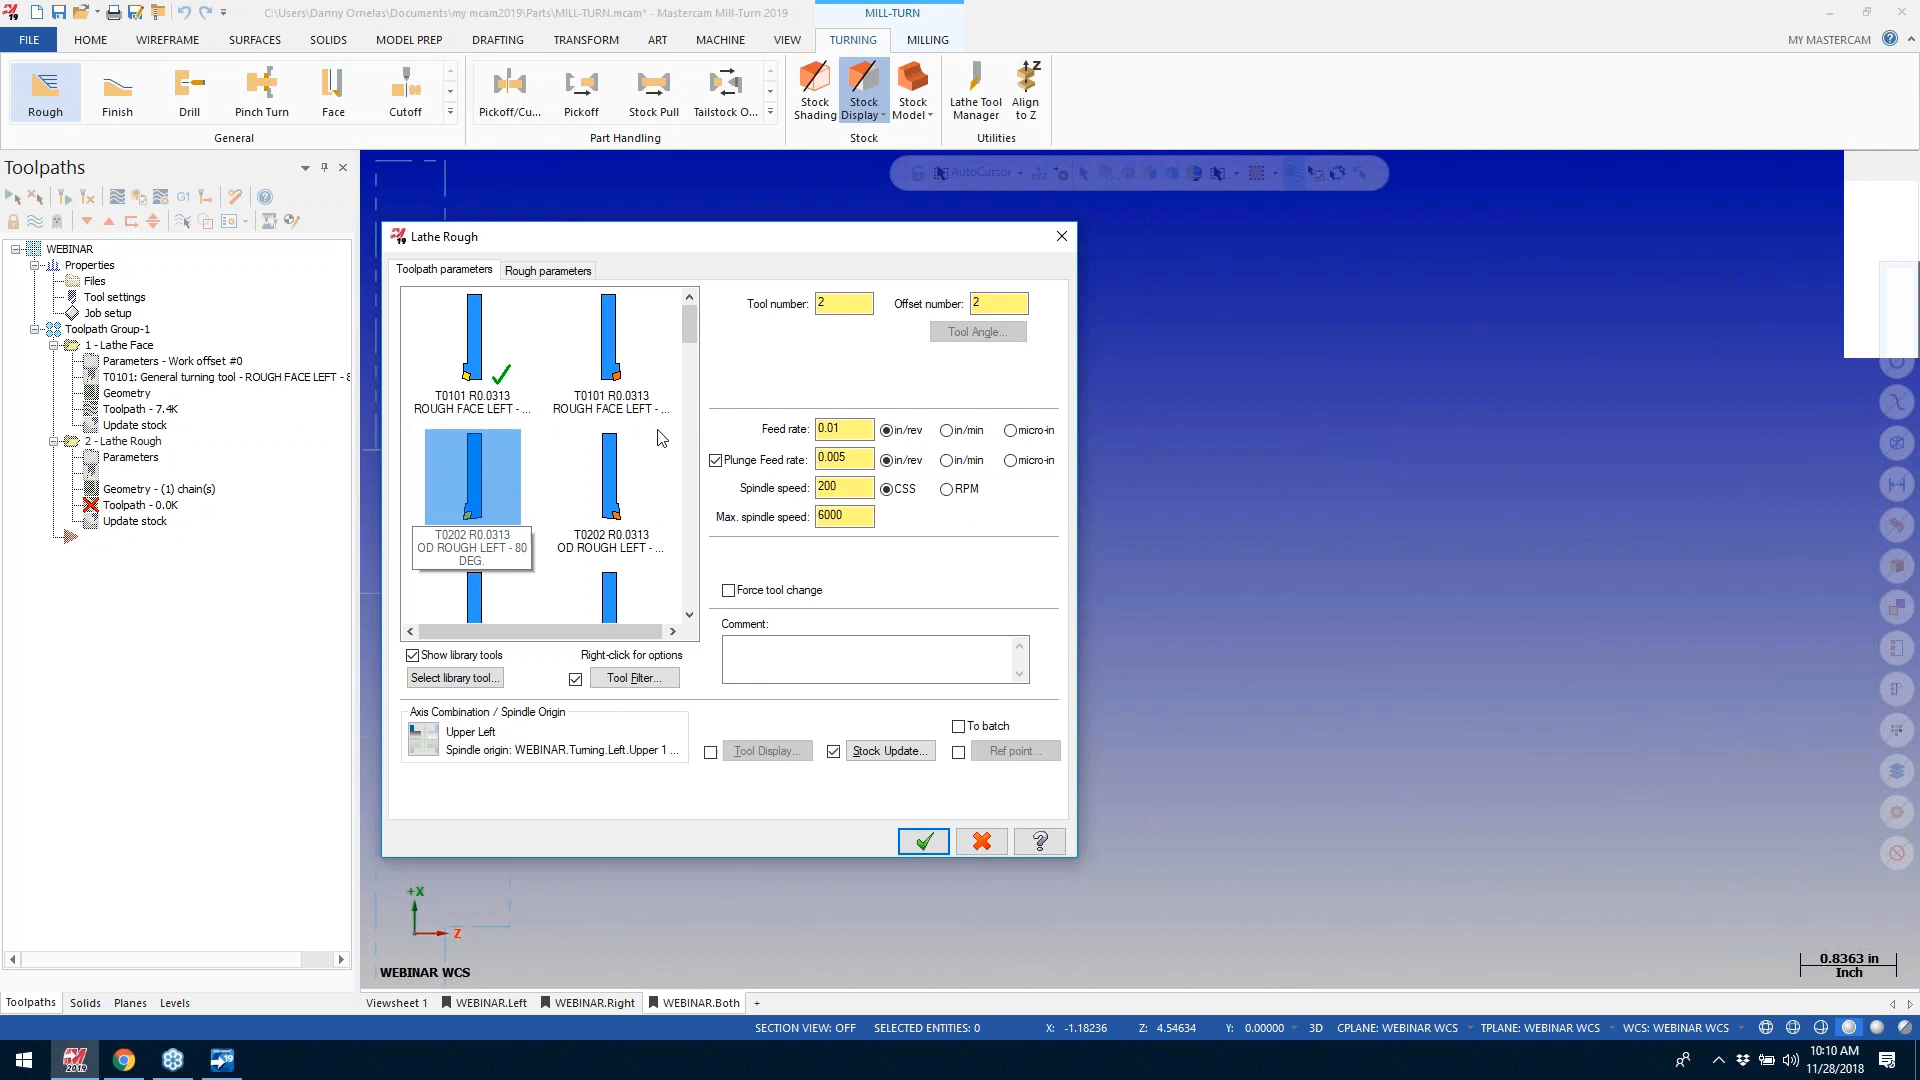 C:\Users\Danny Ornelas\Documents\my mcam2019\Parts\MILL-TURN.mcam* - Mastercam Mill-Turn 2019
MILL-TURN
FILE HOME WIREFRAME SURFACES SOLIDS MODEL PREP DRAFTING TRANSFORM ART MACHINE VIEW TURNING MILLING MY MASTERCAM
Rough Finish Drill Pinch Turn Face Cutoff
General
Pickoff/Cu... Pickoff Stock Pull Tailstock O...
Part Handling
Stock Shading Stock Display Stock Model
Stock
Lathe Tool Manager Align to Z
Utilities
Toolpaths
G1
AutoCursor
WEBINAR
Properties
Files
Tool settings
Job setup
Toolpath Group-1
1 - Lathe Face
Parameters - Work offset #0
T0101: General turning tool - ROUGH FACE LEFT - 8
Geometry
Toolpath - 7.4K
Update stock
2 - Lathe Rough
Parameters
Geometry - (1) chain(s)
Toolpath - 0.0K
Update stock
Lathe Rough
Toolpath parameters Rough parameters
T0101 R0.0313
ROUGH FACE LEFT - ...
T0101 R0.0313
ROUGH FACE LEFT - ...
T0202 R0.0313
OD ROUGH LEFT - 80
DEG.
T0202 R0.0313
OD ROUGH LEFT - ...
Show library tools
Right-click for options
Select library tool...
Tool Filter...
Tool number: 2 Offset number: 2
Tool Angle...
Feed rate: 0.01 in/rev in/min micro-in
Plunge Feed rate: 0.005 in/rev in/min micro-in
Spindle speed: 200 CSS RPM
Max. spindle speed: 6000
Force tool change
Comment:
Axis Combination / Spindle Origin
Upper Left
Spindle origin: WEBINAR.Turning.Left.Upper 1 ...
To batch
Tool Display... Stock Update... Ref point...
+X
Z
WEBINAR WCS
0.8363 in
Inch
Toolpaths Solids Planes Levels
Viewsheet 1 WEBINAR.Left WEBINAR.Right WEBINAR.Both +
SECTION VIEW: OFF SELECTED ENTITIES: 0 X: -1.18236 Z: 4.54634 Y: 0.00000 3D CPLANE: WEBINAR WCS TPLANE: WEBINAR WCS WCS: WEBINAR WCS
2019
10:10 AM
11/28/2018